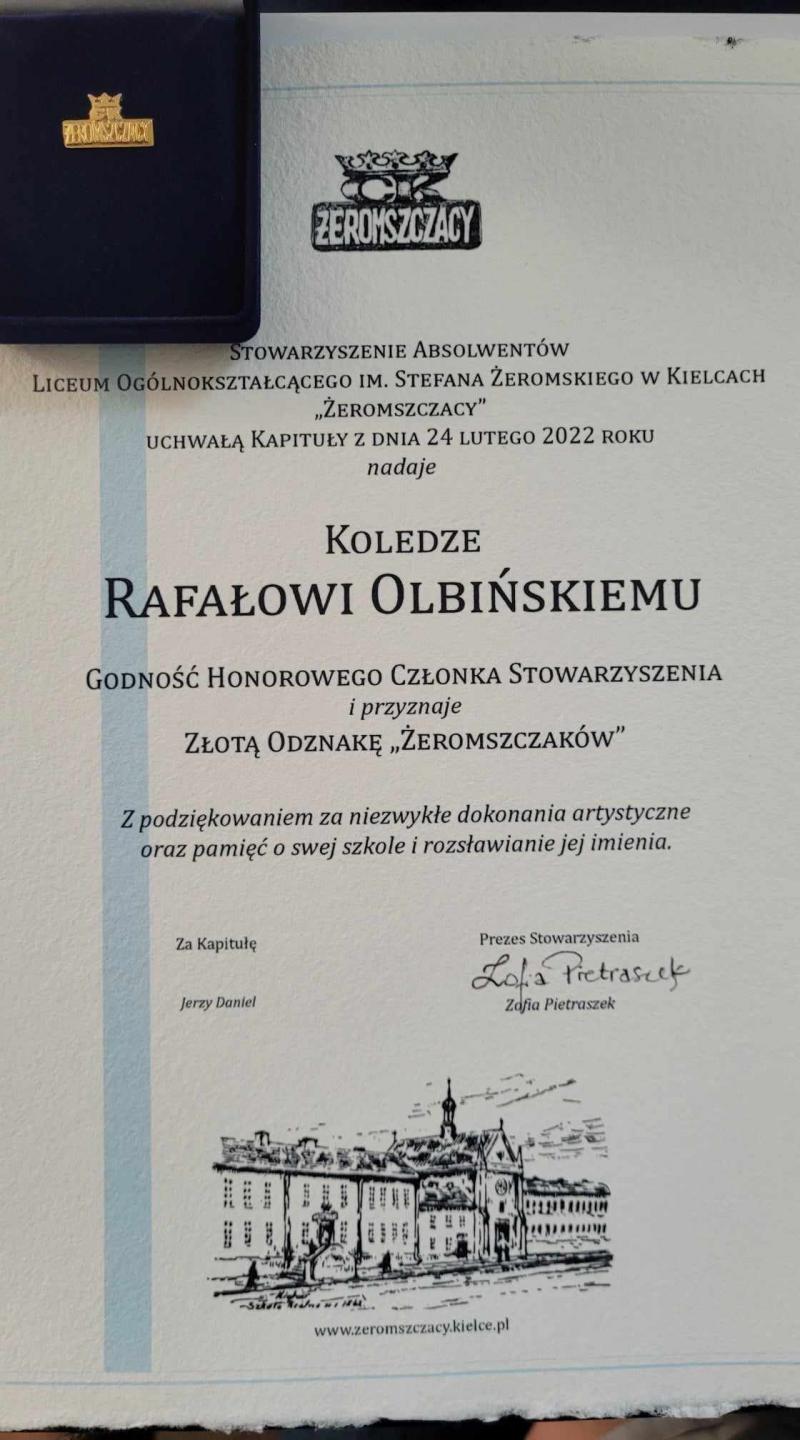 ŻEROMSZCZACY
CK
ŻEROMSZCZACY
Stowarzyszenie Absolwentów
Liceum Ogólnokształcącego im. Stefana Żeromskiego w Kielcach
„Żeromszczacy”
uchwałą Kapituły z dnia 24 lutego 2022 roku
nadaje
Koledze
Rafałowi Olbińskiemu
Godność Honorowego Członka Stowarzyszenia
i przyznaje
Złotą Odznakę „Żeromszczaków”
Z podziękowaniem za niezwykłe dokonania artystyczne
oraz pamięć o swej szkole i rozsławianie jej imienia.
Za Kapitułę
Prezes Stowarzyszenia
Zofia Pietraszek
Jerzy Daniel
Zofia Pietraszek
www.zeromszczacy.kielce.pl